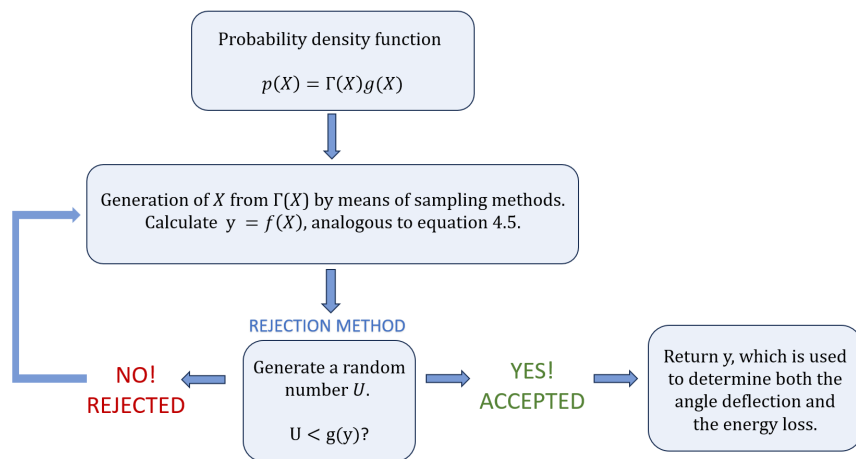 Probability density function
p(X) = Γ(X)g(X)
Generation of X from Γ(X) by means of sampling methods.
Calculate y = f(X), analogous to equation 4.5.
REJECTION METHOD
Generate a random
number U.
U < g(y)?
NO!
REJECTED
YES!
ACCEPTED
Return y, which is used
to determine both the
angle deflection and
the energy loss.